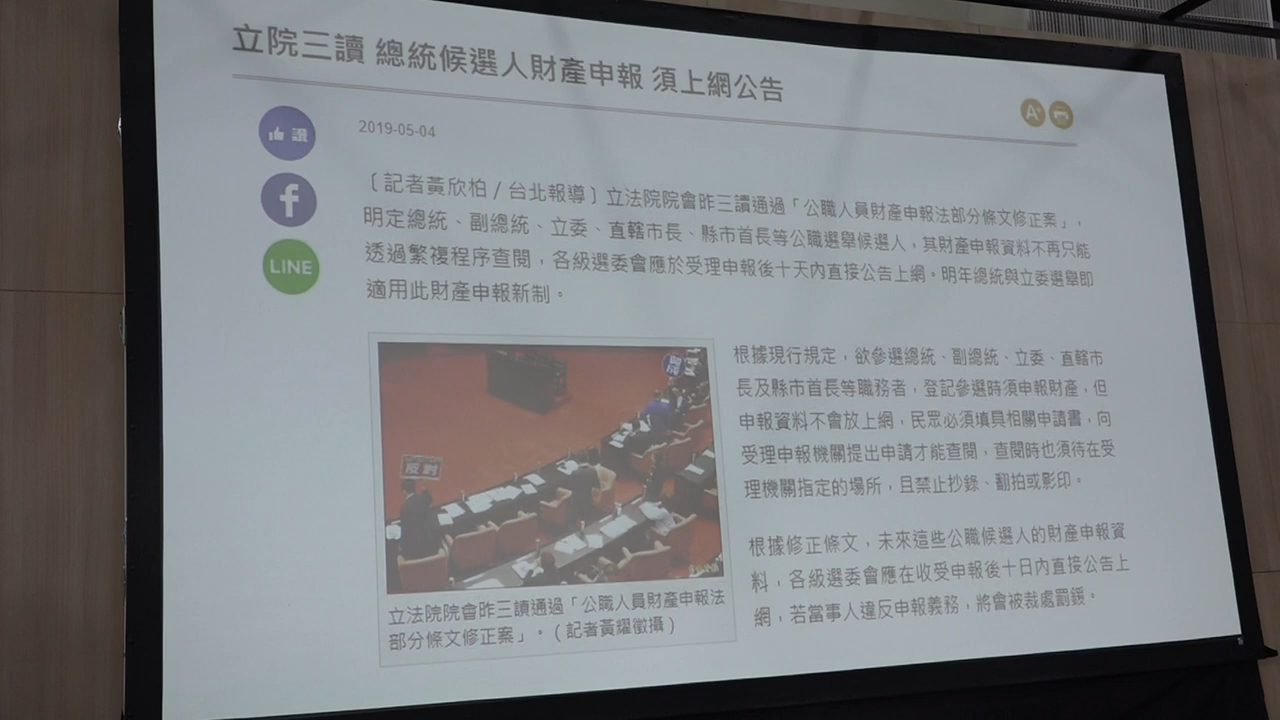 立院三讀 總統候選人財產申報 須上網公告
讚
2019-05-04
A+
f
LINE
〔記者黃欣柏/台北報導〕立法院院會昨三讀通過「公職人員財產申報法部分條文修正案」,
明定總統、副總統、立委、直轄市長、縣市首長等公職選舉候選人,其財產申報資料不再只能
透過繁複程序查閱,各級選委會應於受理申報後十天內直接公告上網。明年總統與立委選舉即
適用此財產申報新制。
反對
立法院院會昨三讀通過「公職人員財產申報法
部分條文修正案」。(記者黃耀徵攝)
根據現行規定,欲參選總統、副總統、立委、直轄市
長及縣市首長等職務者,登記參選時須申報財產,但
申報資料不會放上網,民眾必須填具相關申請書,向
受理申報機關提出申請才能查閱,查閱時也須待在受
理機關指定的場所,且禁止抄錄、翻拍或影印。
根據修正條文,未來這些公職候選人的財產申報資
料,各級選委會應在收受申報後十日內直接公告上
網,若當事人違反申報義務,將會被裁處罰鍰。